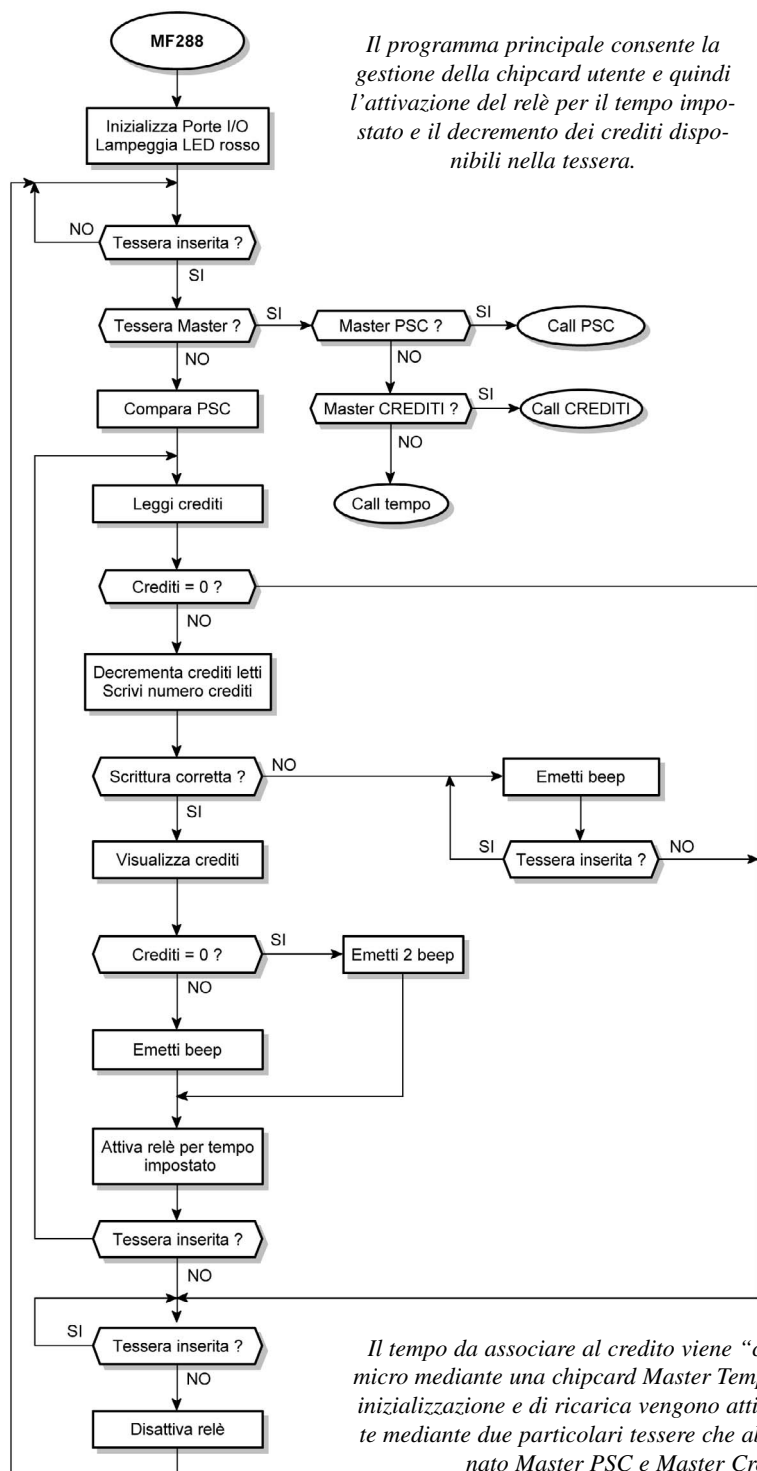 MF288
Il programma principale consente la
gestione della chipcard utente e quindi
l'attivazione del relè per il tempo impo-
stato e il decremento dei crediti dispo-
nibili nella tessera.
Inizializza Porte I/O
Lampeggia LED rosso
NO
Tessera inserita ?
SI
Tessera Master ?
SI
Master PSC ?
SI
Call PSC
NO
NO
Compara PSC
Master CREDITI ?
SI
Call CREDITI
NO
Leggi crediti
Call tempo
Crediti = 0 ?
NO
Decrementa crediti letti
Scrivi numero crediti
Scrittura corretta ?
NO
Emetti beep
SI
Visualizza crediti
SI
Tessera inserita ?
NO
Crediti = 0 ?
SI
Emetti 2 beep
NO
Emetti beep
Attiva relè per tempo
impostato
Tessera inserita ?
NO
SI
Tessera inserita ?
NO
Disattiva relè
Il tempo da associare al credito viene
micro mediante una chipcard Master
inizializzazione e di ricarica vengono
te mediante due particolari tessere che
nato Master PSC e Master